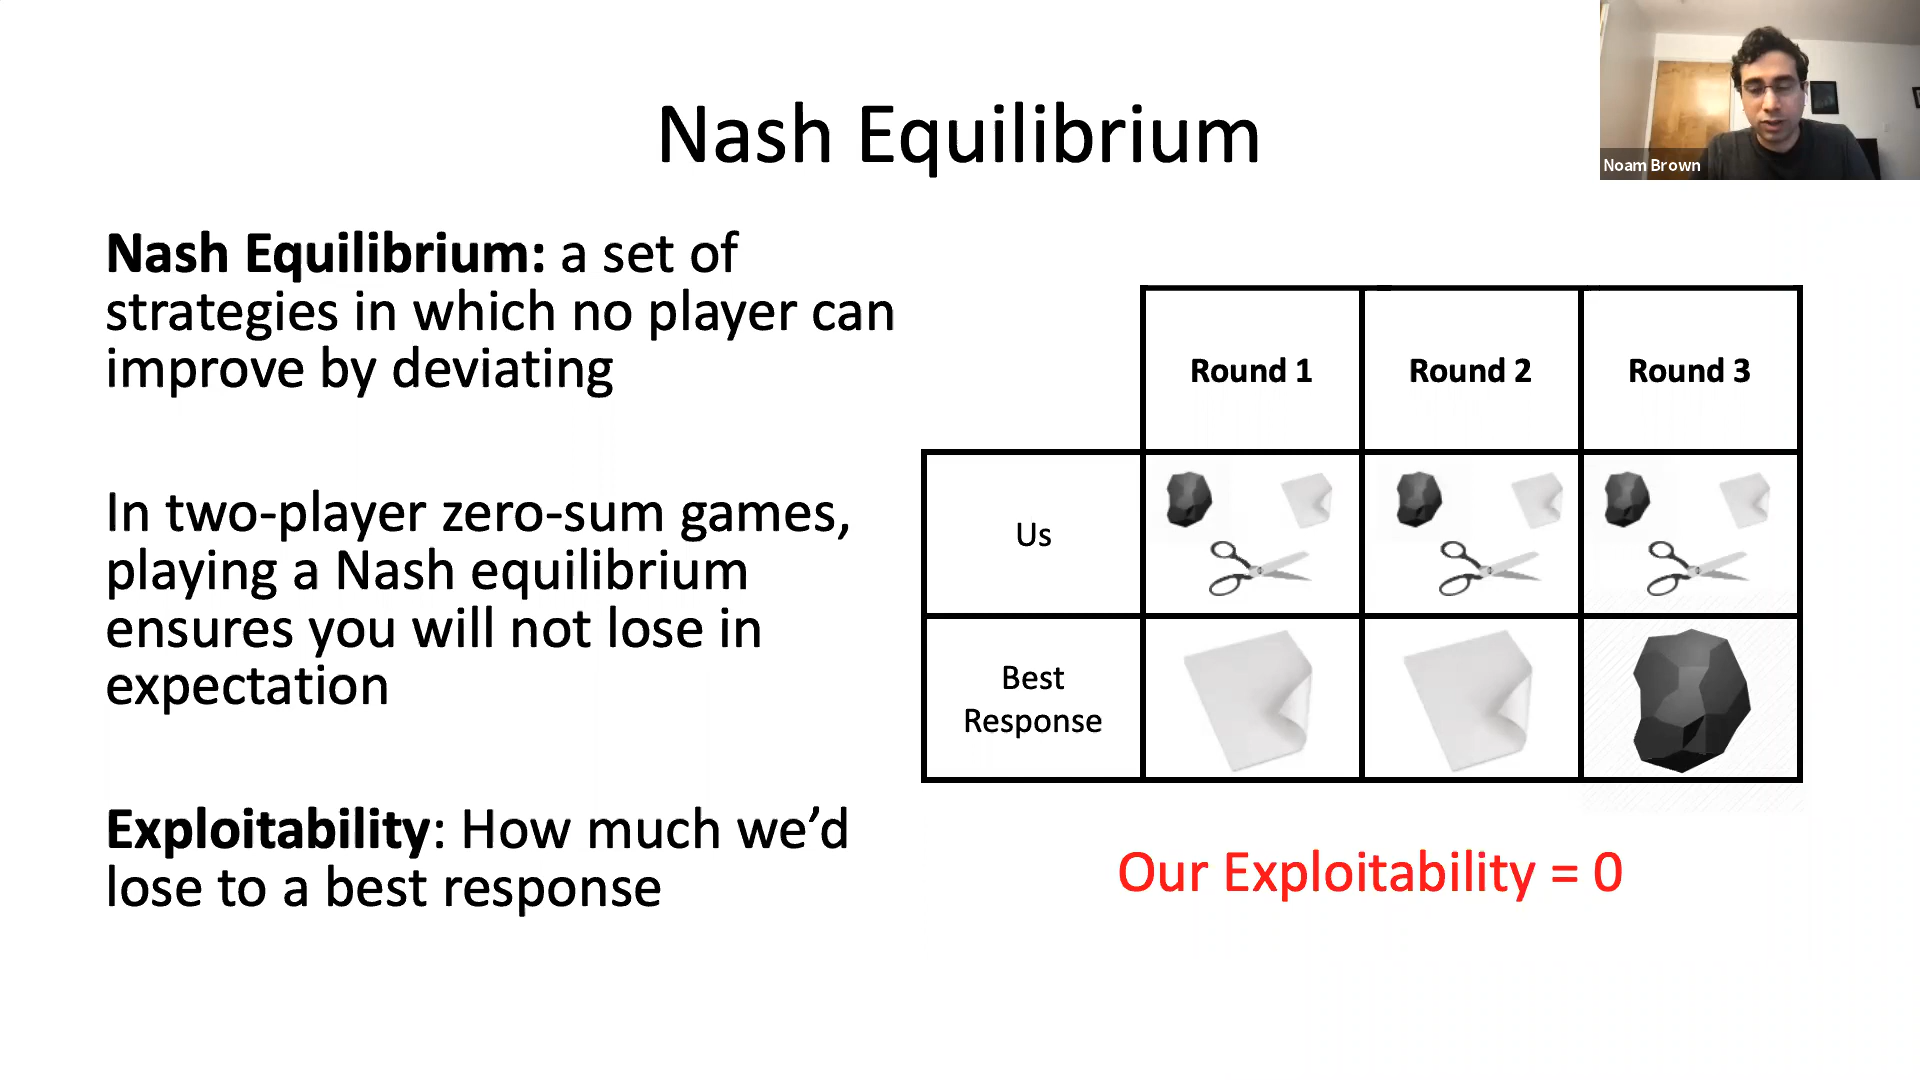 Nash Equilibrium
Noam Brown
Nash Equilibrium: a set of
strategies in which no player can
improve by deviating
In two-player zero-sum games,
playing a Nash equilibrium
ensures you will not lose in
expectation
Exploitability: How much we’d
lose to a best response
Round 1
Round 2
Round 3
Us
Best
Response
Our Exploitability = 0